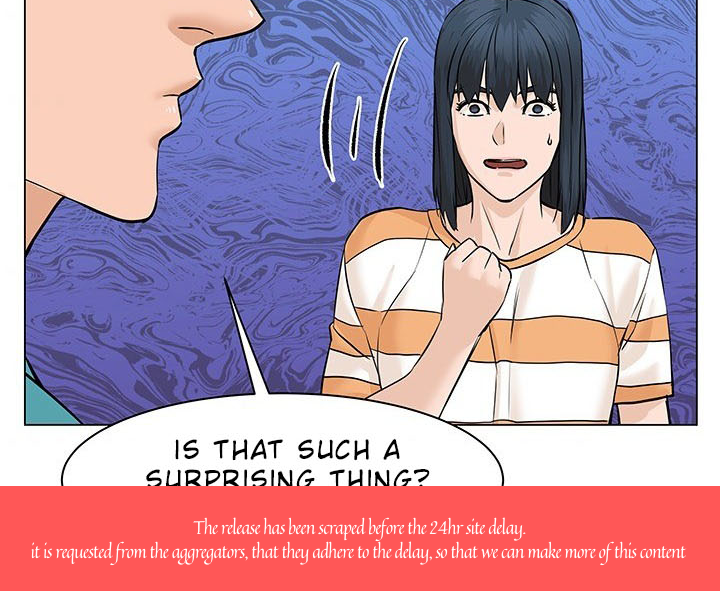 IS THAT SUCH A
SURPRISING THING?
The release has been scraped before the 24hr site delay.
it is requested from the aggregators, that they adhere to the delay, so that we can make more of this content